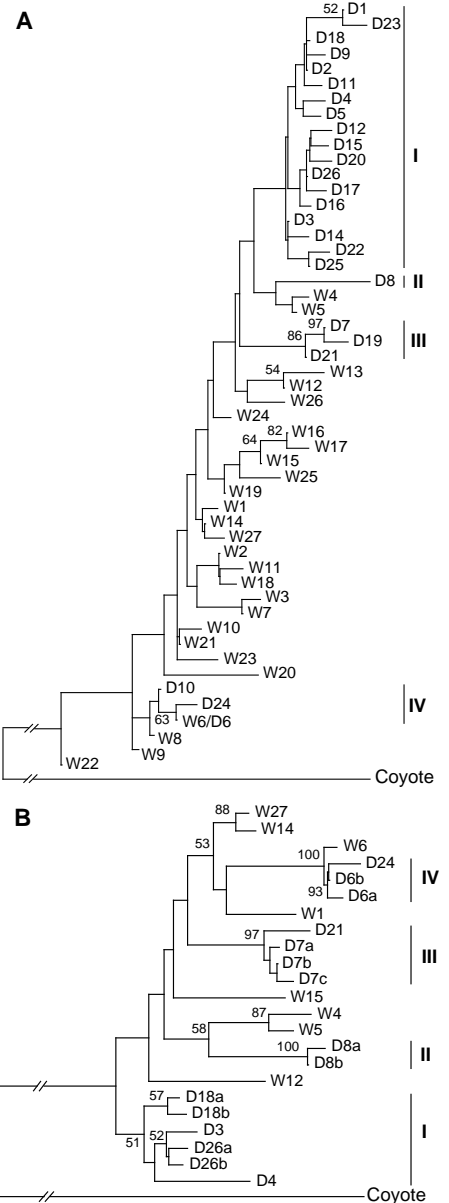 A
52 D1
D23
D18
D9
D2
D11
D4
D5
D12
D15
I
D20
D26
D17
D16
D3
D14
D22
D25
D8 II
W4
W5
97 D7
86 D19 III
D21
W13
54
W12
W26
W24
82 W16
64 W17
W15
W25
W19
W1
W14
W27
W2
W11
W18
W3
W7
W10
W21
W23
W20
D10
D24 IV
63 W6/D6
W8
W9
W22
Coyote
B
88 W27
W14
53
W6
100
D24
D6b IV
93 D6a
W1
D21
97
D7a
D7b III
D7c
W15
W4
87
58 W5
100 D8a
II
D8b
W12
57 D18a
D18b
D3 I
51 52
D26a
D26b
D4
Coyote